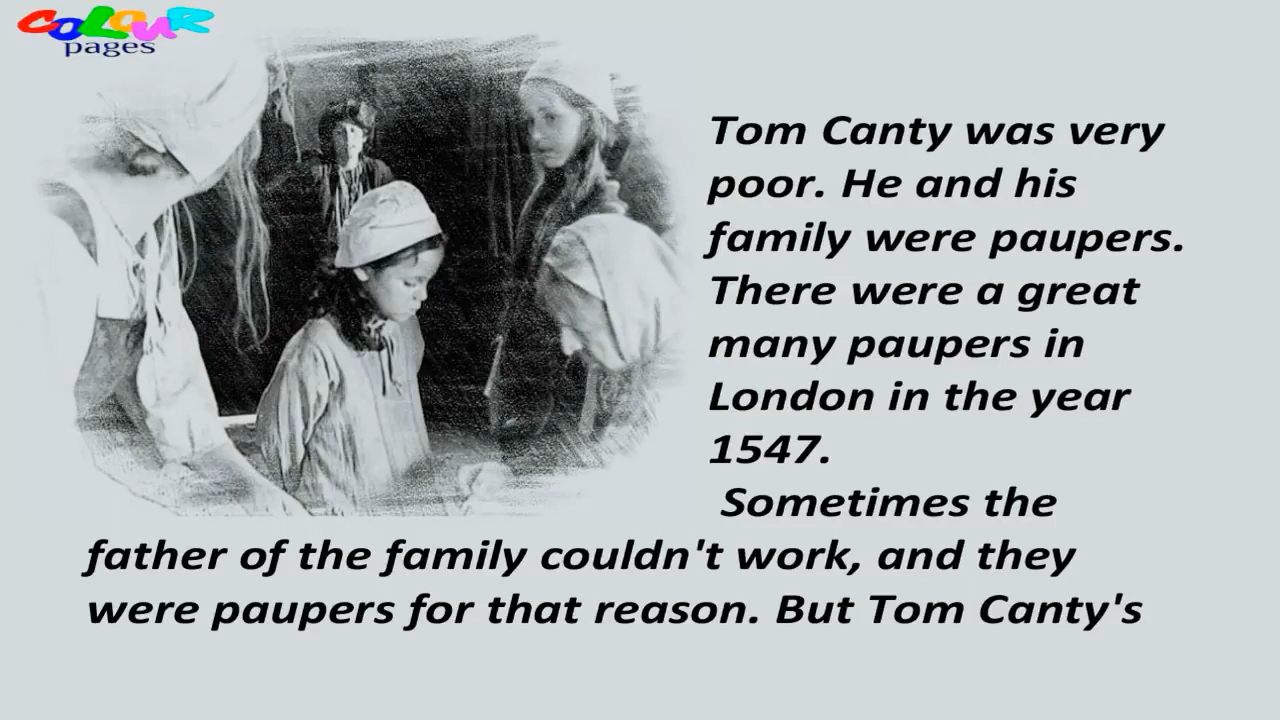 COLOUR
pages
Tom Canty was very
poor. He and his
family were paupers.
There were a great
many paupers in
London in the year
1547.
Sometimes the
father of the family couldn't work, and they
were paupers for that reason. But Tom Canty's